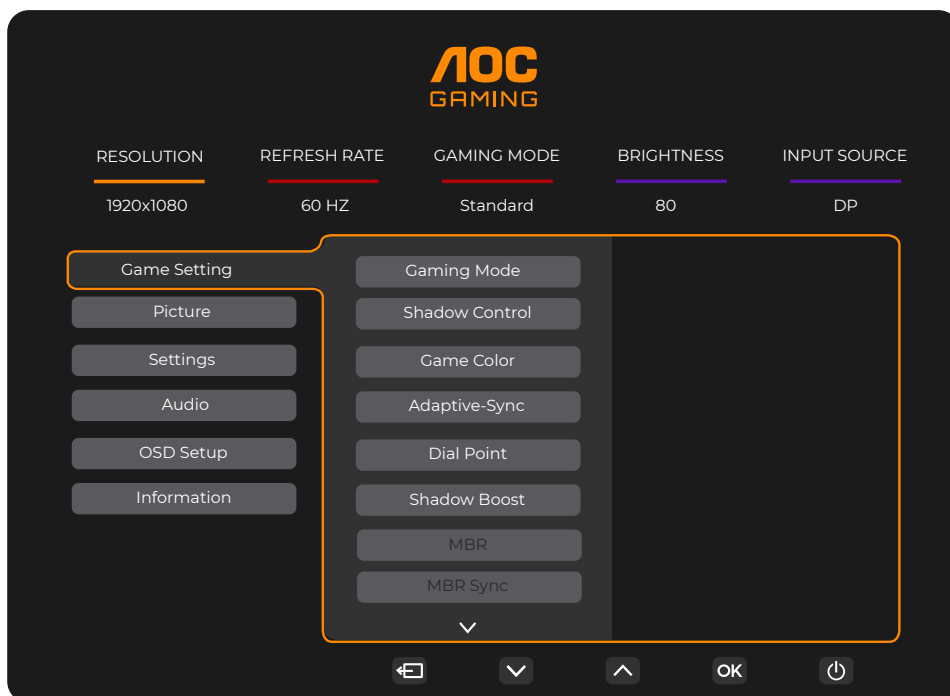 AOC
GAMING
RESOLUTION REFRESH RATE GAMING MODE BRIGHTNESS INPUT SOURCE
1920x1080 60 HZ Standard 80 DP
Game Setting
Picture
Settings
Audio
OSD Setup
Information
Gaming Mode
Shadow Control
Game Color
Adaptive-Sync
Dial Point
Shadow Boost
MBR
MBR Sync
OK